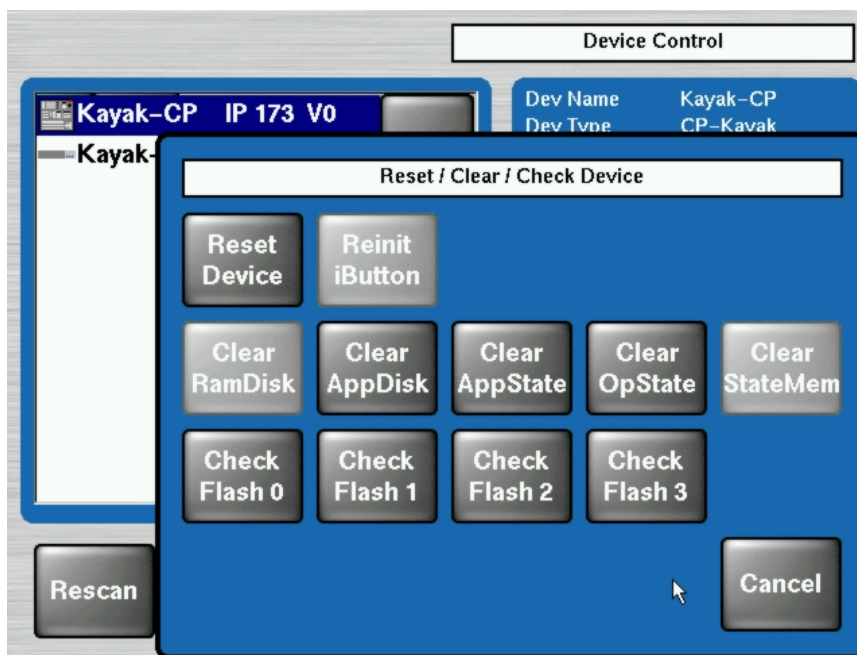 Device Control
Kayak-CP IP 173 V0
Dev Name Kayak-CP
Dev Type CP-Kayak
Kayak-
Reset / Clear / Check Device
Reset Device
Reinit iButton
Clear RamDisk
Clear AppDisk
Clear AppState
Clear OpState
Clear StateMem
Check Flash 0
Check Flash 1
Check Flash 2
Check Flash 3
Rescan
Cancel